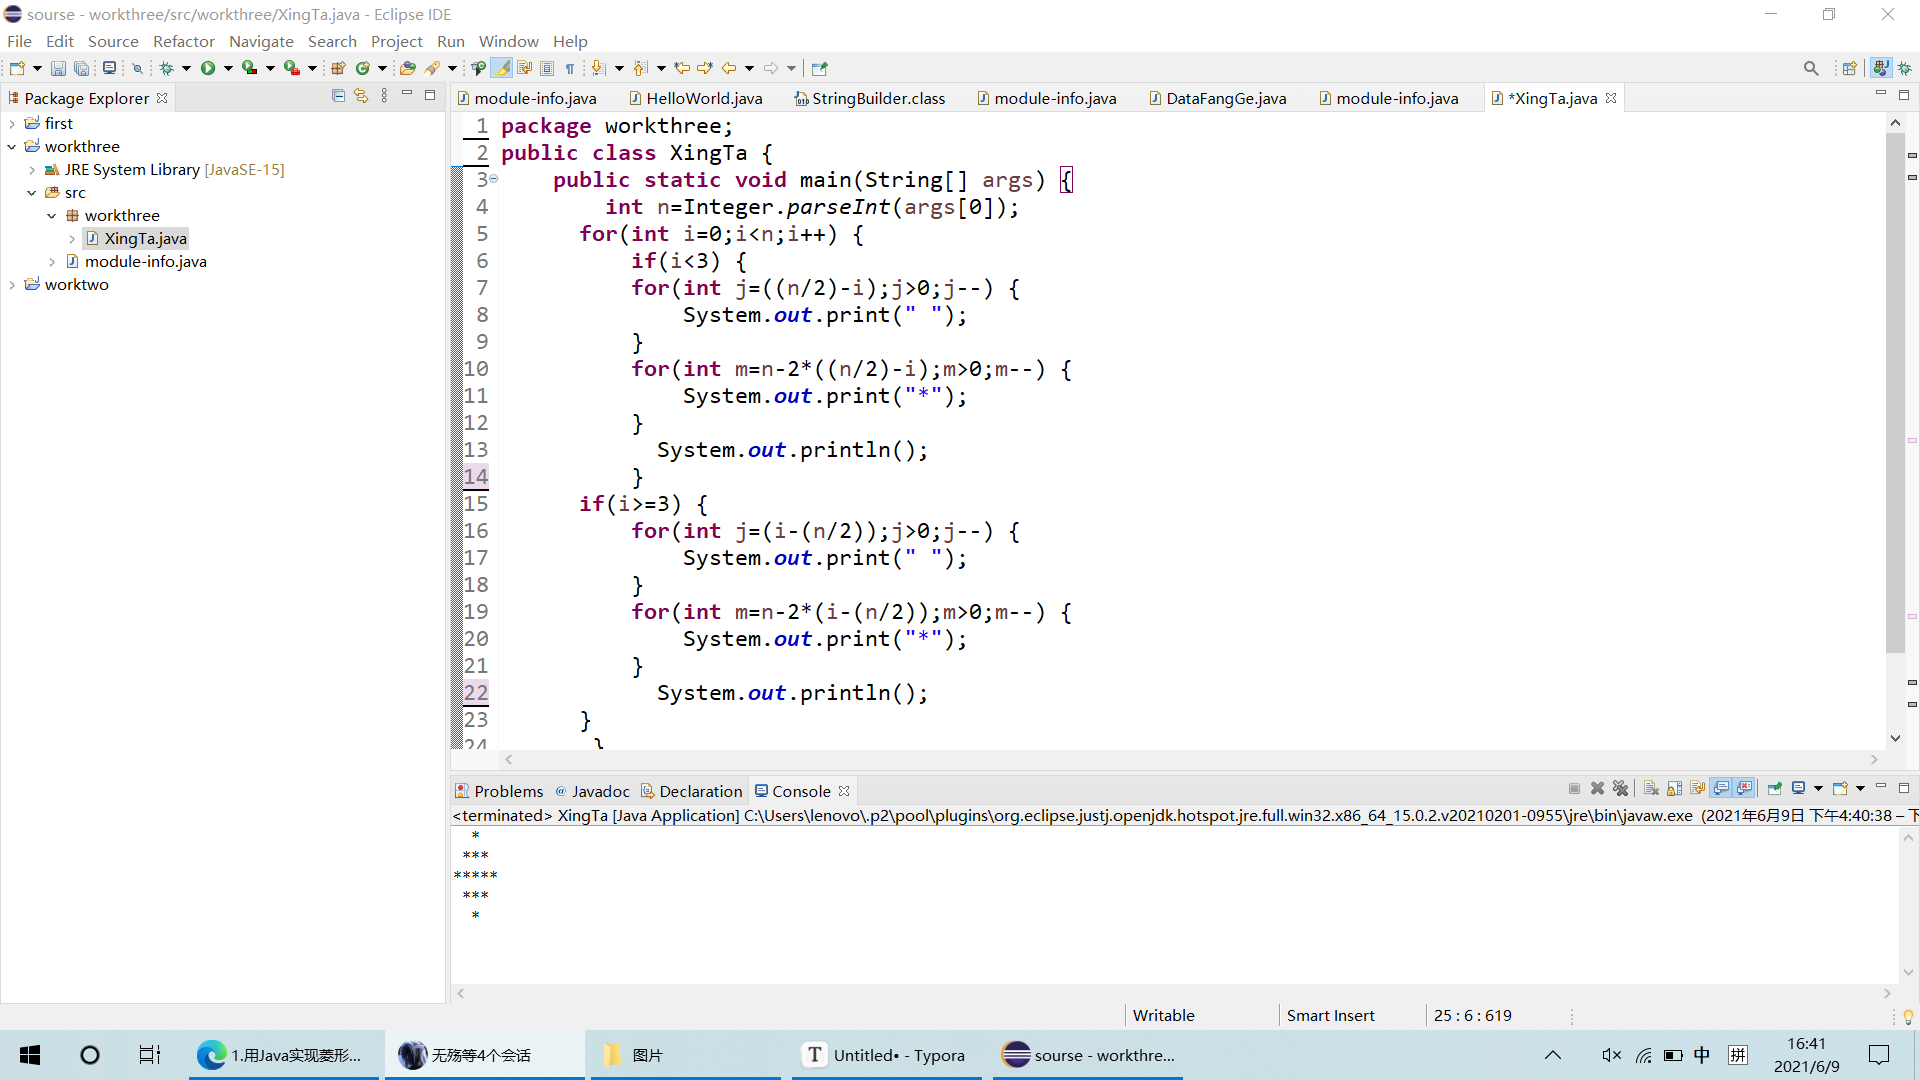 sourse - workthree/src/workthree/XingTa.java - Eclipse IDE
File Edit Source Refactor Navigate Search Project Run Window Help
Package Explorer
first
workthree
JRE System Library [JavaSE-15]
src
workthree
XingTa.java
module-info.java
worktwo
module-info.java HelloWorld.java StringBuilder.class module-info.java DataFangGe.java module-info.java *XingTa.java
1 package workthree;
2 public class XingTa {
3 public static void main(String[] args) {
4 int n=Integer.parseInt(args[0]);
5 for(int i=0;i<n;i++) {
6 if(i<3) {
7 for(int j=((n/2)-i);j>0;j--) {
8 System.out.print(" ");
9 }
10 for(int m=n-2*((n/2)-i);m>0;m--) {
11 System.out.print("*");
12 }
13 System.out.println();
14 }
15 if(i>=3) {
16 for(int j=(i-(n/2));j>0;j--) {
17 System.out.print(" ");
18 }
19 for(int m=n-2*(i-(n/2));m>0;m--) {
20 System.out.print("*");
21 }
22 System.out.println();
23 }
24 }
Problems @ Javadoc Declaration Console
<terminated> XingTa [Java Application] C:\Users\lenovo\.p2\pool\plugins\org.eclipse.justj.openjdk.hotspot.jre.full.win32.x86_64_15.0.2.v20210201-0955\jre\bin\javaw.exe (2021年6月9日 下午4:40:38 – 下
*
***
*****
***
*
Writable Smart Insert 25 : 6 : 619
1.用Java实现菱形... 无殇等4个会话 图片 T Untitled• - Typora sourse - workthre... 中 拼 16:41
2021/6/9